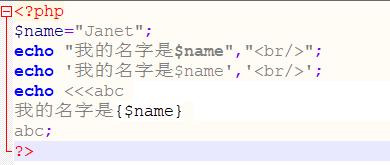 <?php
$name="Janet";
echo "我的名字是$name","<br/>";
echo '我的名字是$name','<br/>';
echo <<<abc
我的名字是{$name}
abc;
?>